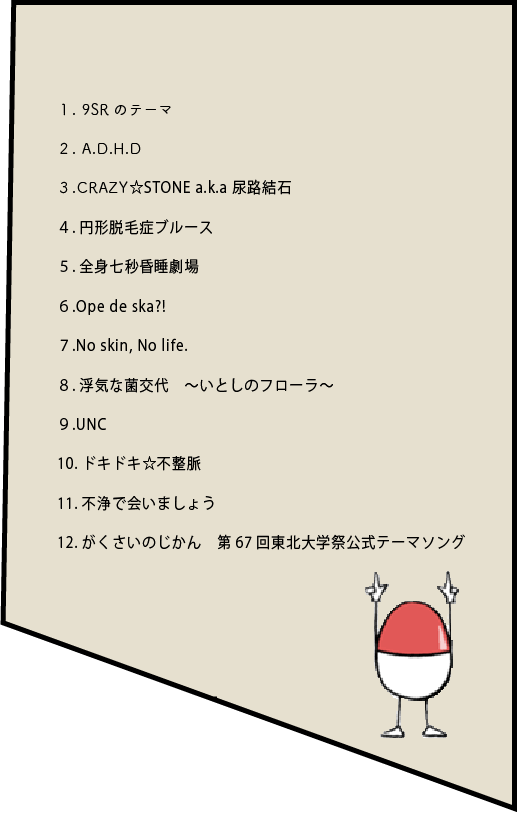 1. 9SR のテーマ
2. A.D.H.D
3.CRAZY☆STONE a.k.a 尿路結石
4.円形脱毛症ブルース
5.全身七秒昏睡劇場
6.Ope de ska?!
7.No skin, No life.
8.浮気な菌交代　～いとしのフローラ～
9.UNC
10. ドキドキ☆不整脈
11. 不浄で会いましょう
12. がくさいのじかん　第 67 回東北大学祭公式テーマソング